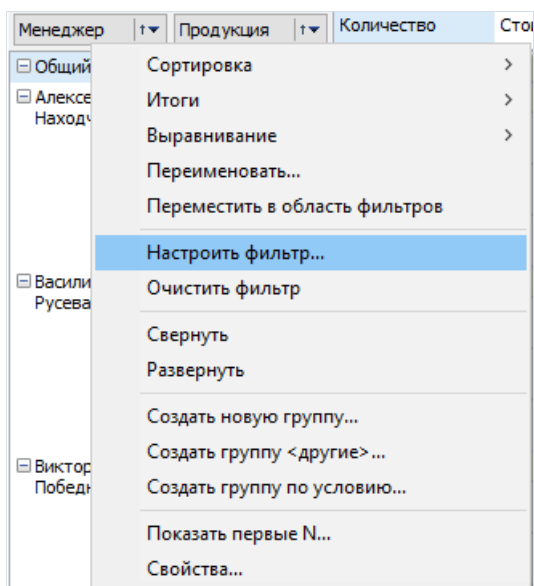 Менеджер Продукция Количество
Общий
Сортировка
Алексе
Итоги
Находч
Выравнивание
Переименовать...
Переместить в область фильтров
Настроить фильтр...
Васили
Очистить фильтр
Русева
Свернуть
Развернуть
Создать новую группу...
Создать группу <другие>...
Виктор
Создать группу по условию...
Победн
Показать первые N...
Свойства...